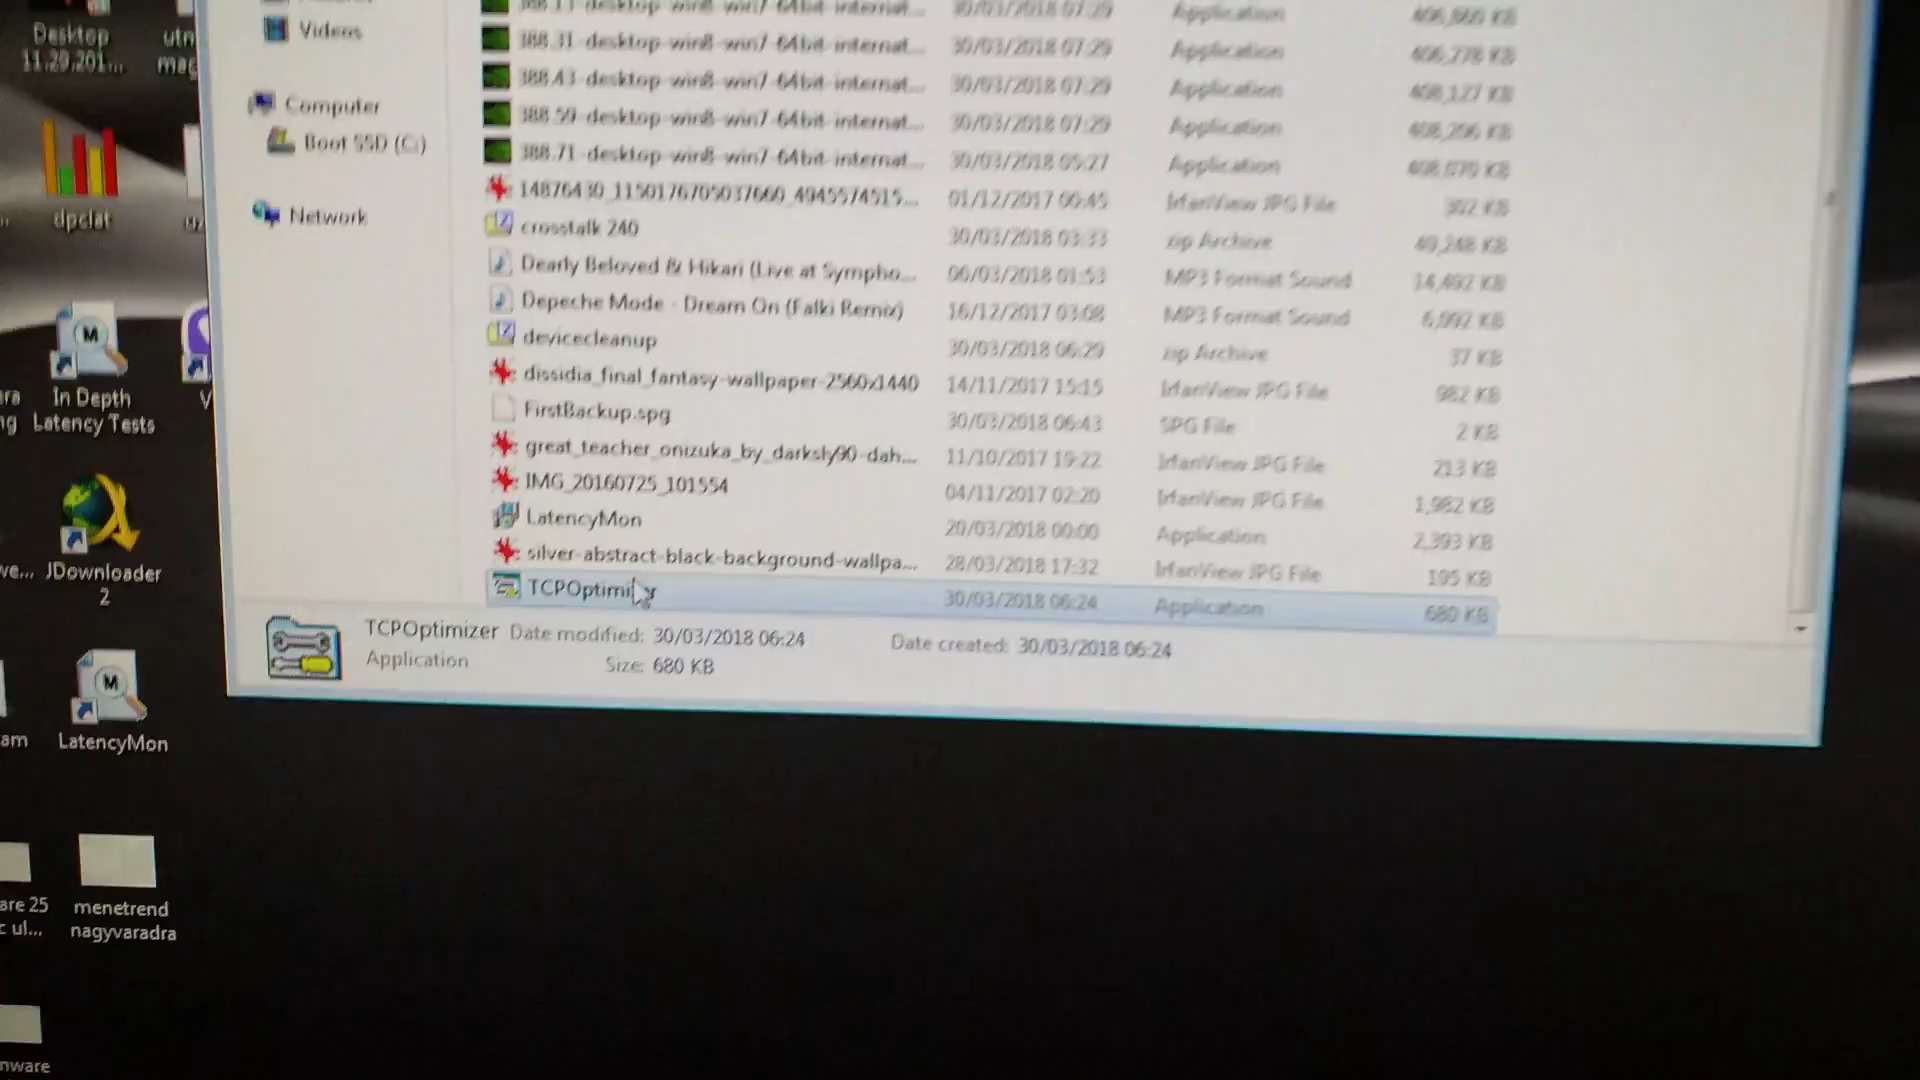 Desktop
11.29.201...
utn
mag
dpclat
In Depth
Latency Tests
V
JDownloader
2
LatencyMon
am
menetrend
nagyvaradra
are 25
c ul...
nware
Videos
Computer
Boot SSD (C:)
Network
388.31-desktop-win8-win7-64bit-internat... 30/03/2018 07:29 Application 406,778 KB
388.43-desktop-win8-win7-64bit-internat... 30/03/2018 07:29 Application 408,127 KB
388.59-desktop-win8-win7-64bit-internat... 30/03/2018 07:29 Application 408,206 KB
388.71-desktop-win8-win7-64bit-internat... 30/03/2018 05:27 Application 408,070 KB
14876430_1150176705037660_4945574515... 01/12/2017 00:45 IrfanView JPG File 302 KB
crosstalk 240 30/03/2018 03:33 zip Archive 49,248 KB
Dearly Beloved & Hikari (Live at Sympho... 06/03/2018 01:53 MP3 Format Sound 14,492 KB
Depeche Mode - Dream On (Falki Remix) 16/12/2017 03:08 MP3 Format Sound 6,092 KB
devicecleanup 30/03/2018 06:29 zip Archive 37 KB
dissidia_final_fantasy-wallpaper-2560x1440 14/11/2017 15:15 IrfanView JPG File 982 KB
FirstBackup.spg 30/03/2018 06:43 SPG File 2 KB
great_teacher_onizuka_by_darksly90-dah... 11/10/2017 19:22 IrfanView JPG File 213 KB
IMG_20160725_101554 04/11/2017 02:20 IrfanView JPG File 1,982 KB
LatencyMon 20/03/2018 00:00 Application 2,393 KB
silver-abstract-black-background-wallpa... 28/03/2018 17:32 IrfanView JPG File 195 KB
TCPOptimizer 30/03/2018 06:24 Application 680 KB
TCPOptimizer Date modified: 30/03/2018 06:24 Date created: 30/03/2018 06:24
Application Size: 680 KB